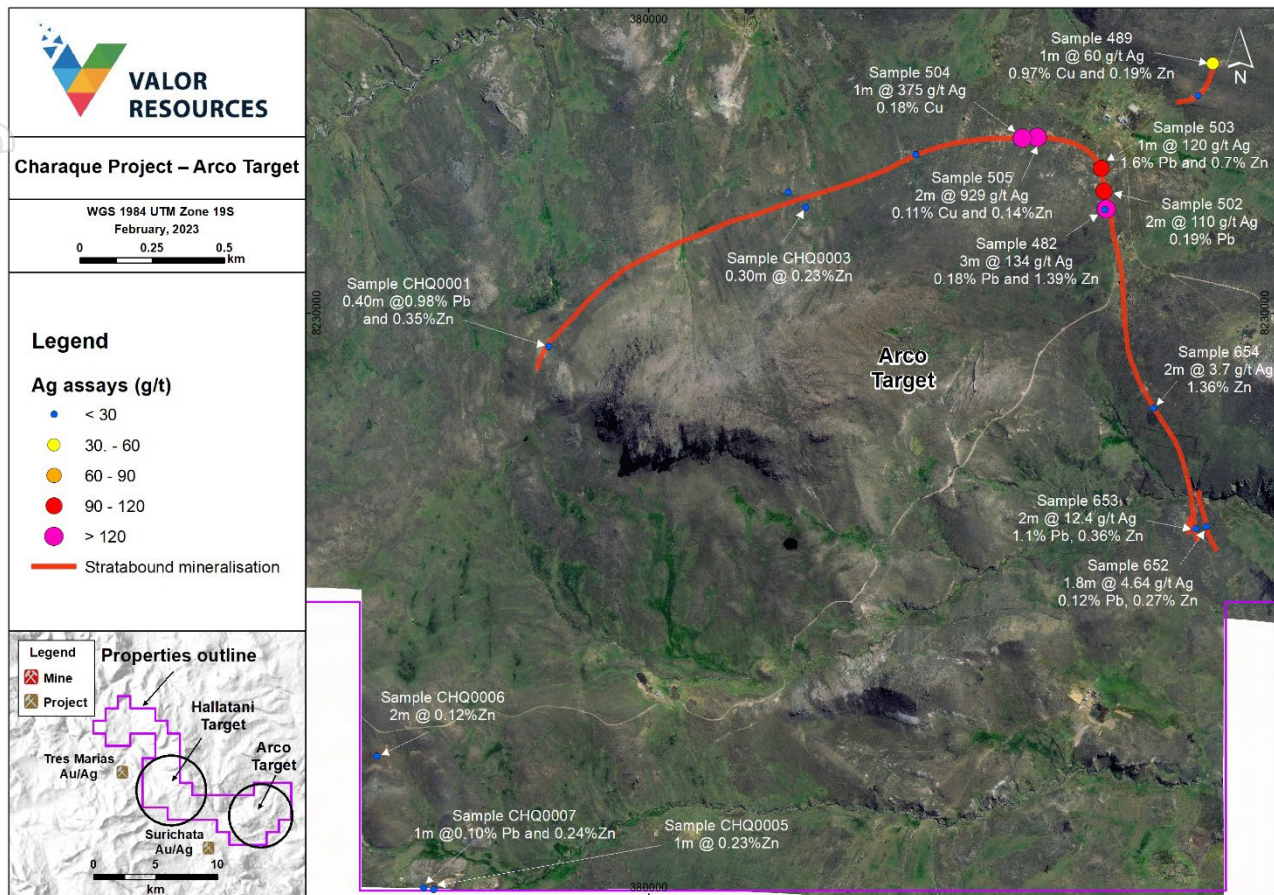 VALOR
RESOURCES
Charaque Project – Arco Target
WGS 1984 UTM Zone 19S
February, 2023
0 0.25 0.5
km
Legend
Ag assays (g/t)
< 30
30. - 60
60 - 90
90 - 120
> 120
Stratabound mineralisation
Legend
Mine
Project
Properties outline
Hallatani
Target
Arco
Target
Tres Marias
Au/Ag
Surichata
Au/Ag
0 5 10
km
380000
8230000
8230000
380000
N
Sample 489
1m @ 60 g/t Ag
0.97% Cu and 0.19% Zn
Sample 504
1m @ 375 g/t Ag
0.18% Cu
Sample 503
1m @ 120 g/t Ag
1.6% Pb and 0.7% Zn
Sample 505
2m @ 929 g/t Ag
0.11% Cu and 0.14%Zn
Sample 502
2m @ 110 g/t Ag
0.19% Pb
Sample 482
3m @ 134 g/t Ag
0.18% Pb and 1.39% Zn
Sample CHQ0003
0.30m @ 0.23%Zn
Sample CHQ0001
0.40m @0.98% Pb
and 0.35%Zn
Arco
Target
Sample 654
2m @ 3.7 g/t Ag
1.36% Zn
Sample 653
2m @ 12.4 g/t Ag
1.1% Pb, 0.36% Zn
Sample 652
1.8m @ 4.64 g/t Ag
0.12% Pb, 0.27% Zn
Sample CHQ0006
2m @ 0.12%Zn
Sample CHQ0007
1m @0.10% Pb and 0.24%Zn
Sample CHQ0005
1m @ 0.23%Zn